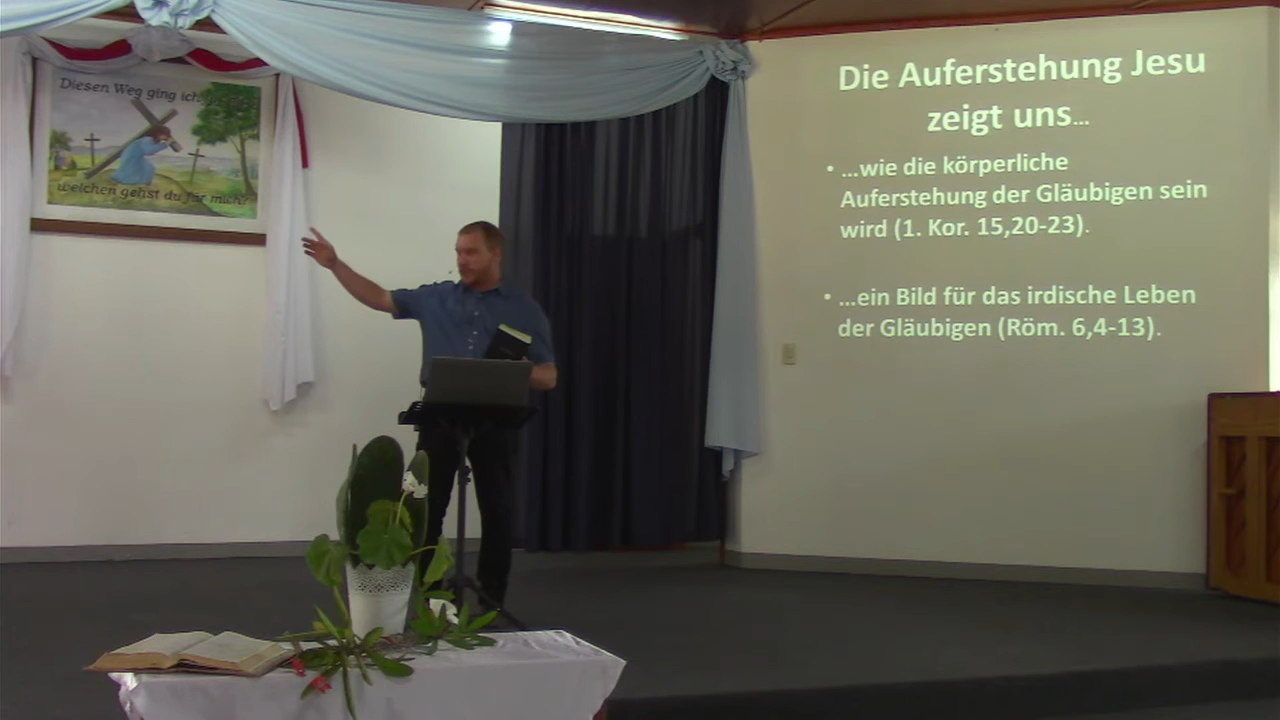 Diesen Weg ging ich
welchen gehst du für mich?
Die Auferstehung Jesu
zeigt uns...
• ...wie die körperliche
Auferstehung der Gläubigen sein
wird (1. Kor. 15,20-23).
• ...ein Bild für das irdische Leben
der Gläubigen (Röm. 6,4-13).